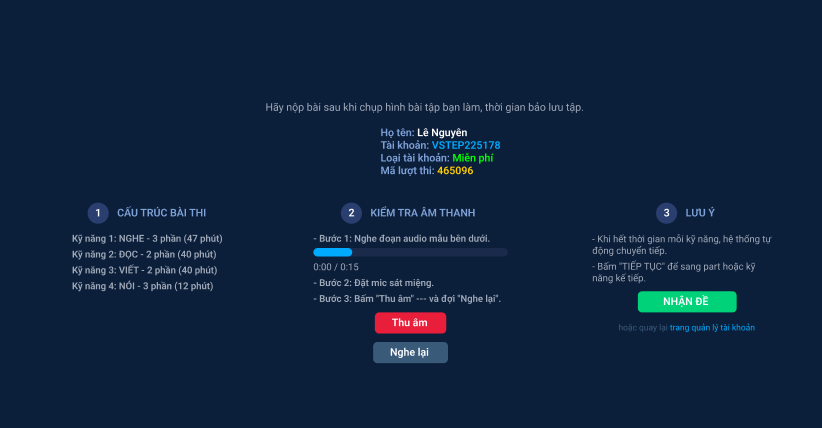 Hãy nộp bài sau khi chụp hình bài tập bạn làm, thời gian bảo lưu tập.
Họ tên: Lê Nguyên
Tài khoản: VSTEP225178
Loại tài khoản: Miễn phí
Mã lượt thi: 465096
1 CẤU TRÚC BÀI THI
Kỹ năng 1: NGHE - 3 phần (47 phút)
Kỹ năng 2: ĐỌC - 2 phần (40 phút)
Kỹ năng 3: VIẾT - 2 phần (40 phút)
Kỹ năng 4: NÓI - 3 phần (12 phút)
2 KIỂM TRA ÂM THANH
- Bước 1: Nghe đoạn audio mẫu bên dưới.
0:00 / 0:15
- Bước 2: Đặt mic sát miệng.
- Bước 3: Bấm "Thu âm" --- và đợi "Nghe lại".
Thu âm
Nghe lại
3 LƯU Ý
- Khi hết thời gian mỗi kỹ năng, hệ thống tự
động chuyển tiếp.
- Bấm "TIẾP TỤC" để sang part hoặc kỹ
năng kế tiếp.
NHẬN ĐỀ
hoặc quay lại trang quản lý tài khoản